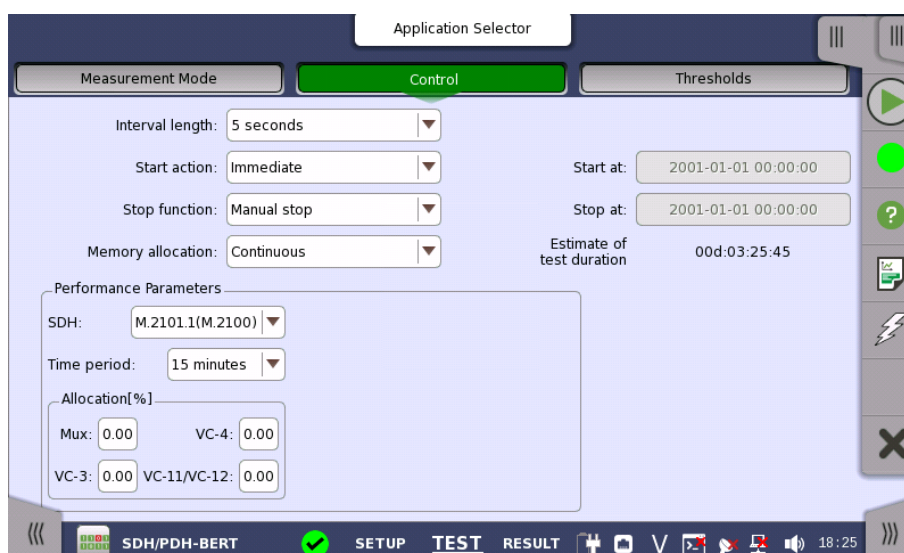 Application Selector
Measurement Mode Control Thresholds
Interval length: 5 seconds
Start action: Immediate Start at: 2001-01-01 00:00:00
Stop function: Manual stop Stop at: 2001-01-01 00:00:00
Memory allocation: Continuous Estimate of test duration 00d:03:25:45
Performance Parameters
SDH: M.2101.1(M.2100)
Time period: 15 minutes
Allocation[%]
Mux: 0.00 VC-4: 0.00
VC-3: 0.00 VC-11/VC-12: 0.00
SDH/PDH-BERT SETUP TEST RESULT V 18:25